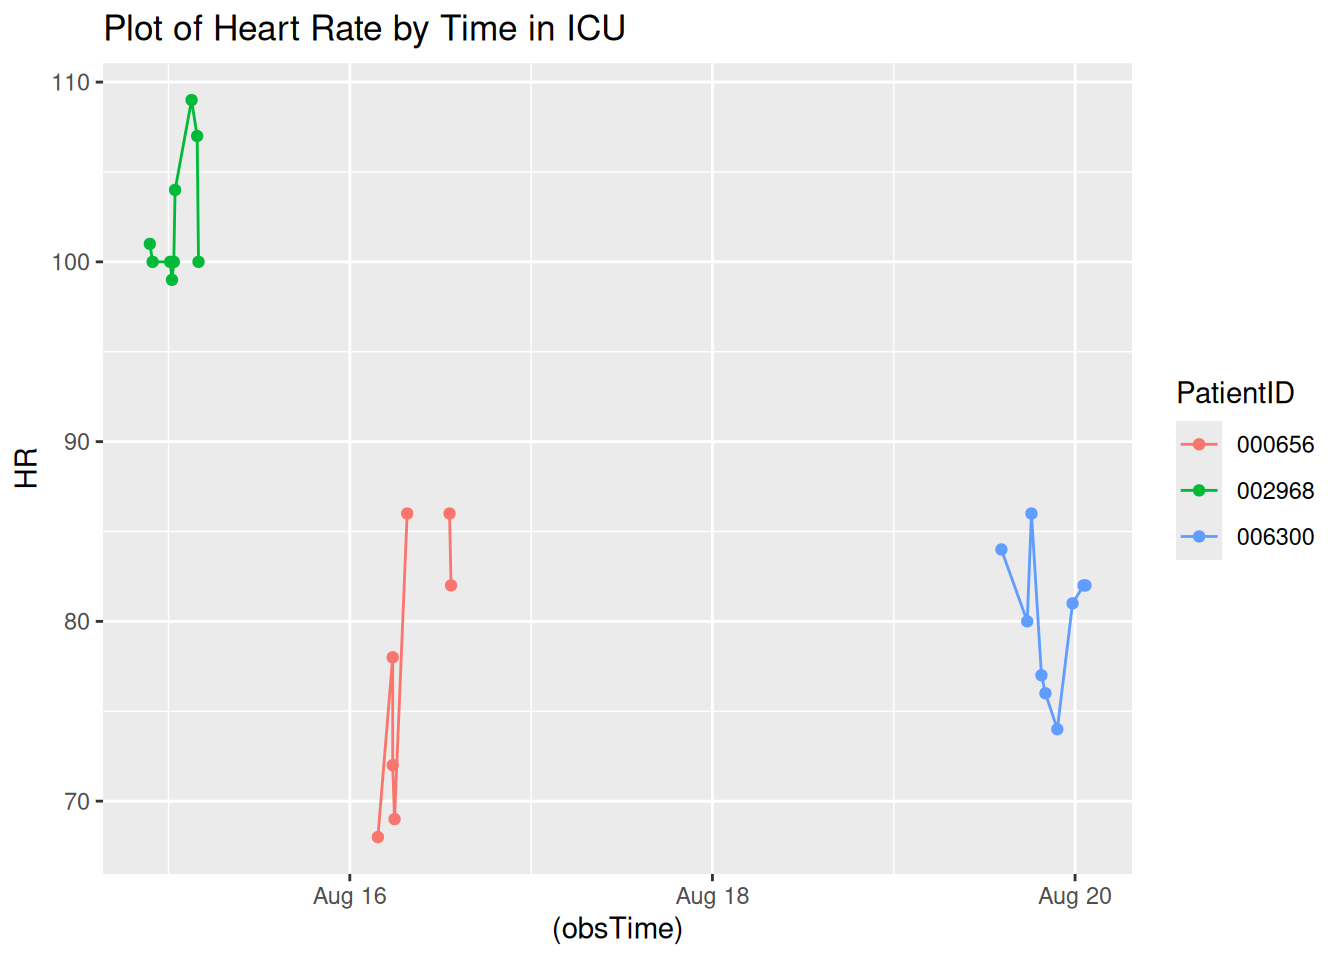 Plot of Heart Rate by Time in ICU
110
100
90
80
70
HR
Aug 16
Aug 18
Aug 20
(obsTime)
PatientID
000656
002968
006300